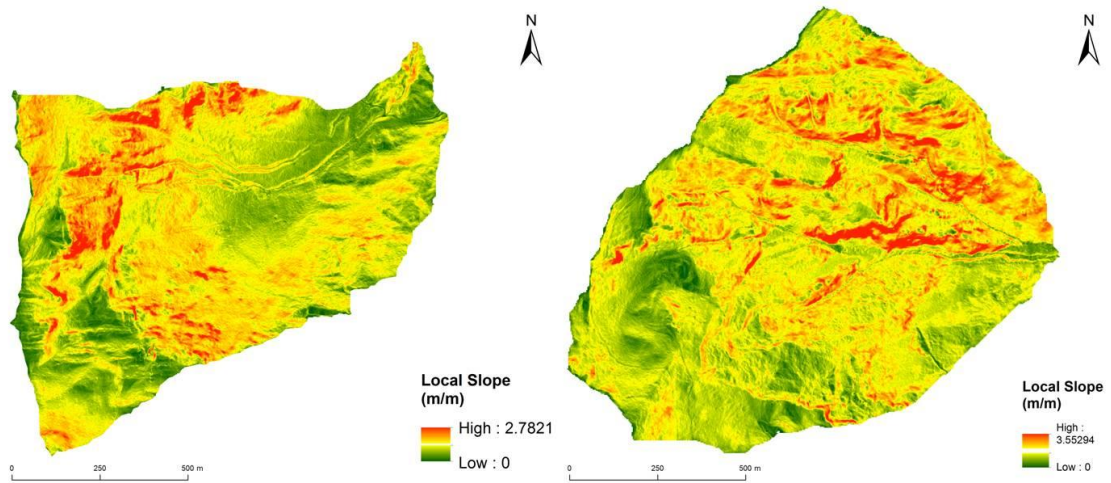 N
N
Local Slope
(m/m)
High : 2.7821
Low : 0
0 250 500 m
Local Slope
(m/m)
High :
3.55294
Low : 0
0 250 500 m